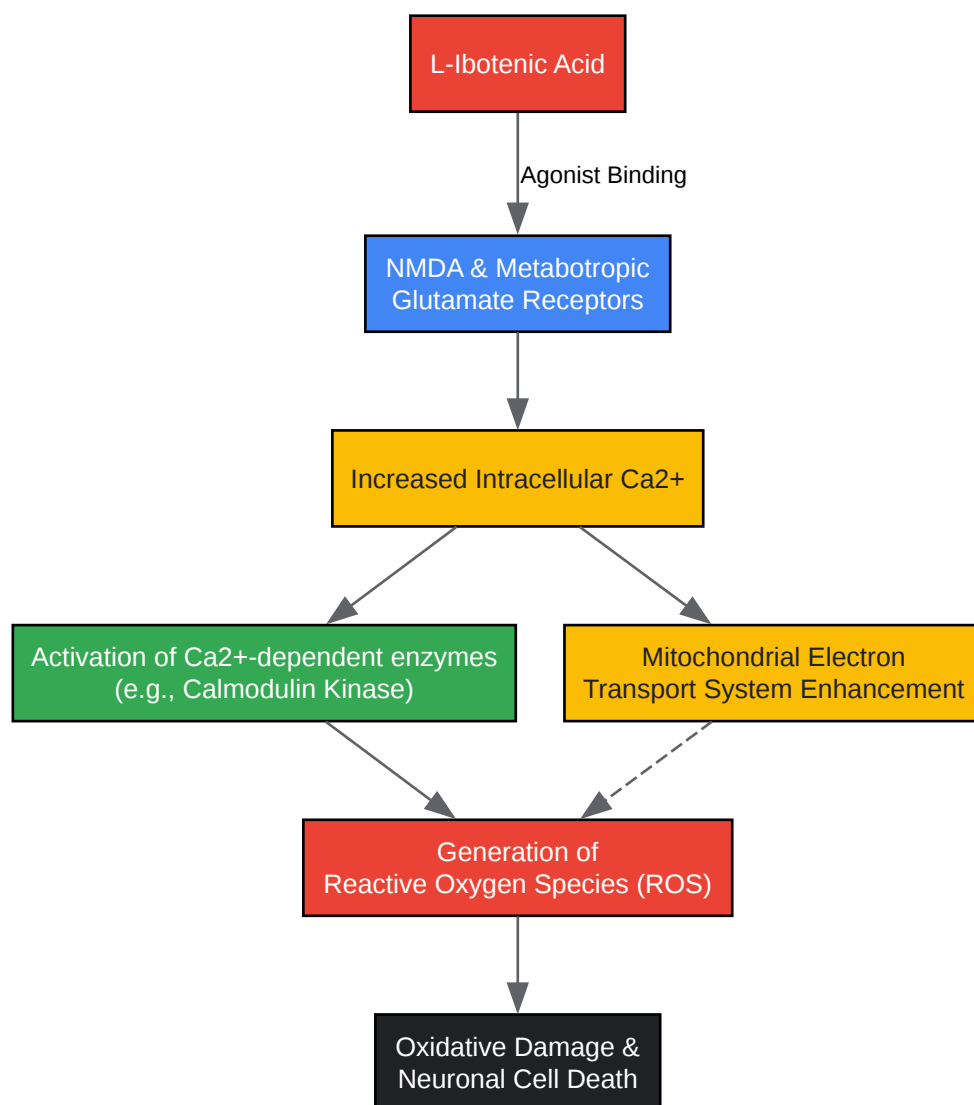 L-Ibotenic Acid
Agonist Binding
NMDA & Metabotropic
Glutamate Receptors
Increased Intracellular Ca2+
Activation of Ca2+-dependent enzymes
(e.g., Calmodulin Kinase)
Mitochondrial Electron
Transport System Enhancement
Generation of
Reactive Oxygen Species (ROS)
Oxidative Damage &
Neuronal Cell Death